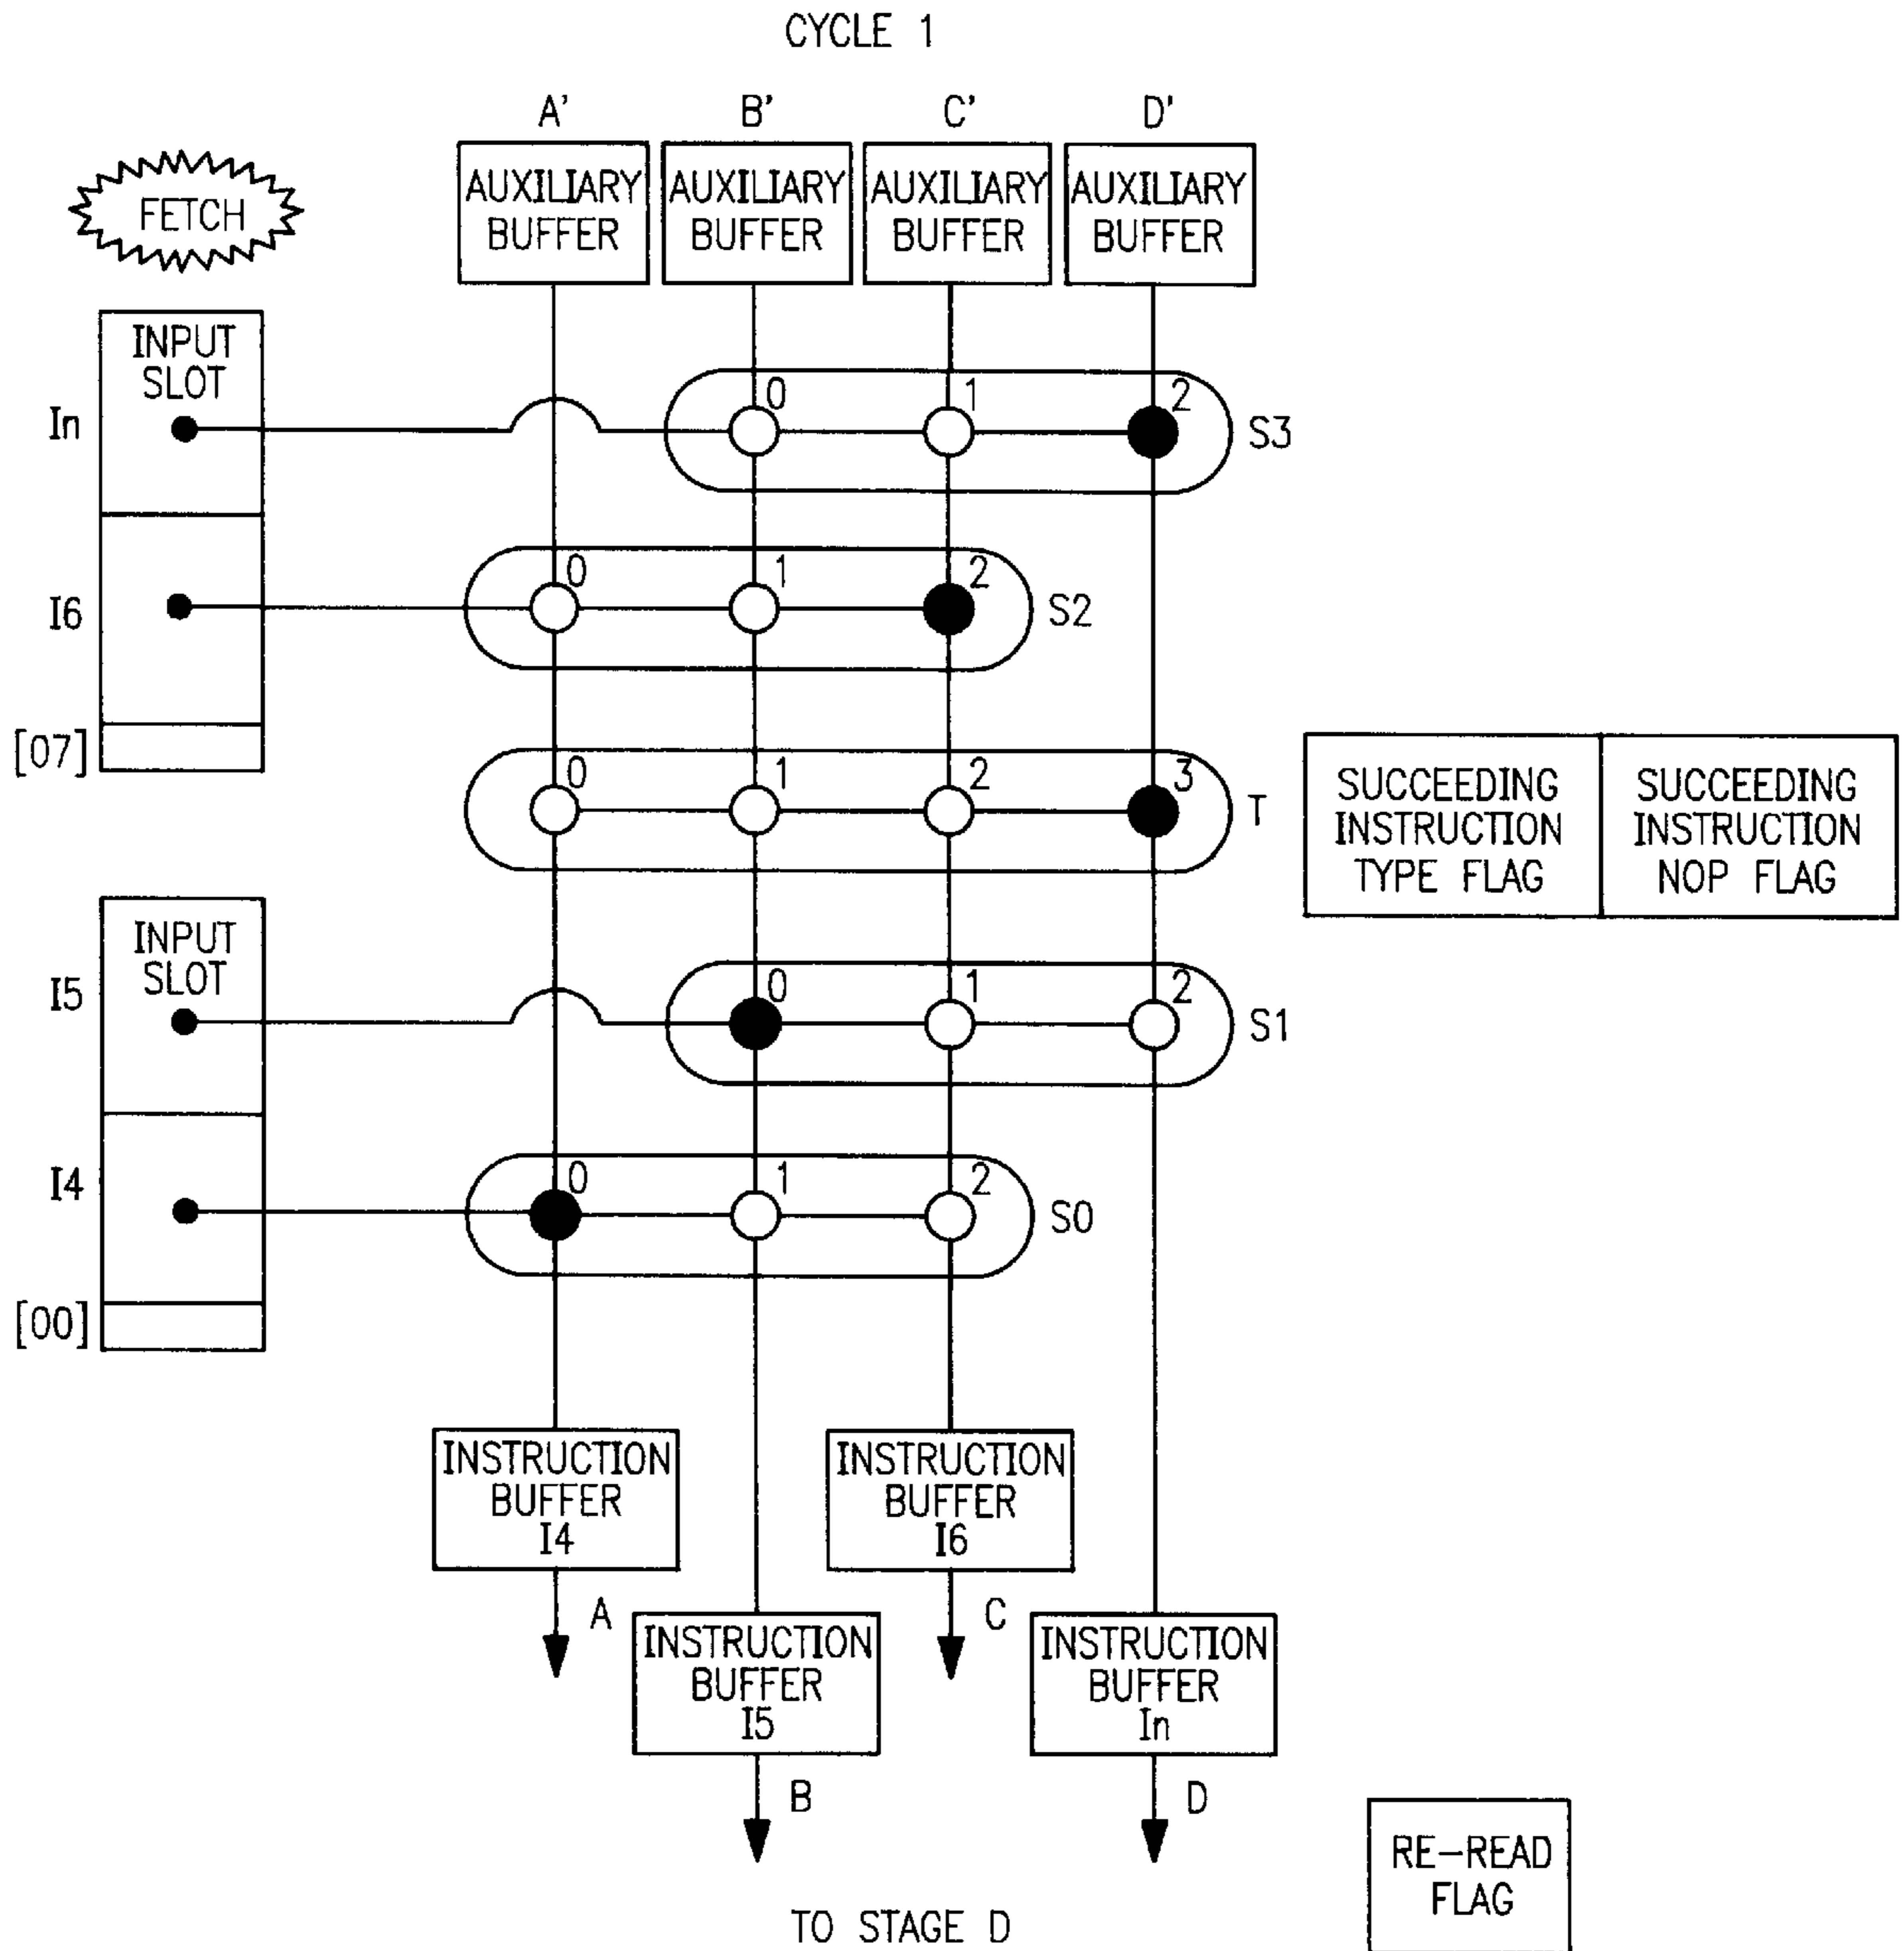 CYCLE 1
A' B' C' D'
FETCH
AUXILIARY
BUFFER
AUXILIARY
BUFFER
AUXILIARY
BUFFER
AUXILIARY
BUFFER
INPUT
SLOT
In
0 1 2
S3
I6
0 1 2
S2
[07]
0 1 2 3
T
SUCCEEDING
INSTRUCTION
TYPE FLAG
SUCCEEDING
INSTRUCTION
NOP FLAG
INPUT
SLOT
I5
0 1 2
S1
I4
0 1 2
S0
[00]
INSTRUCTION
BUFFER
I4
A
INSTRUCTION
BUFFER
I5
B
INSTRUCTION
BUFFER
I6
C
INSTRUCTION
BUFFER
In
D
RE-READ
FLAG
TO STAGE D